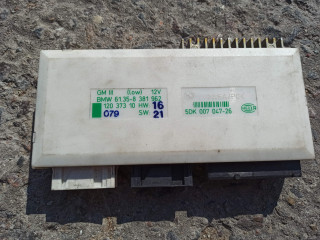 GM III (low) 12V
BMW 61.35-8 381 963
120 373 10 HW 16
079 SW 21
5DK 007 047-26